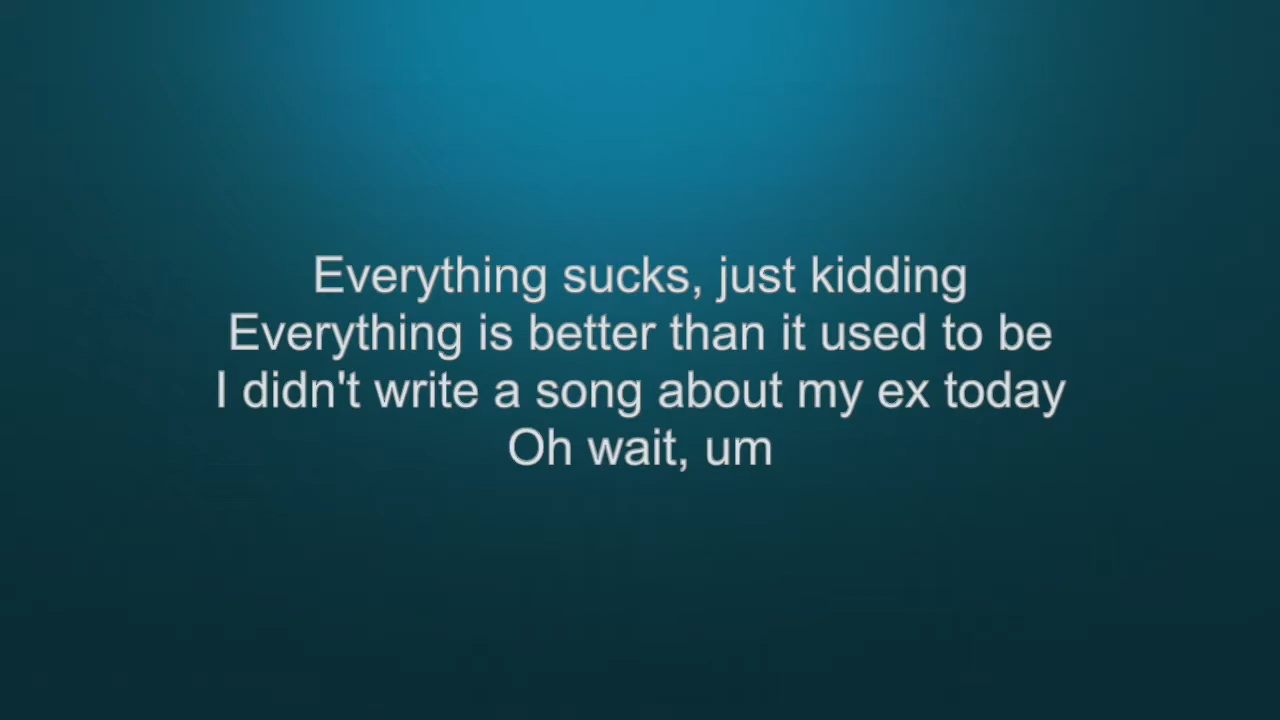 Everything sucks, just kidding
Everything is better than it used to be
I didn't write a song about my ex today
Oh wait, um